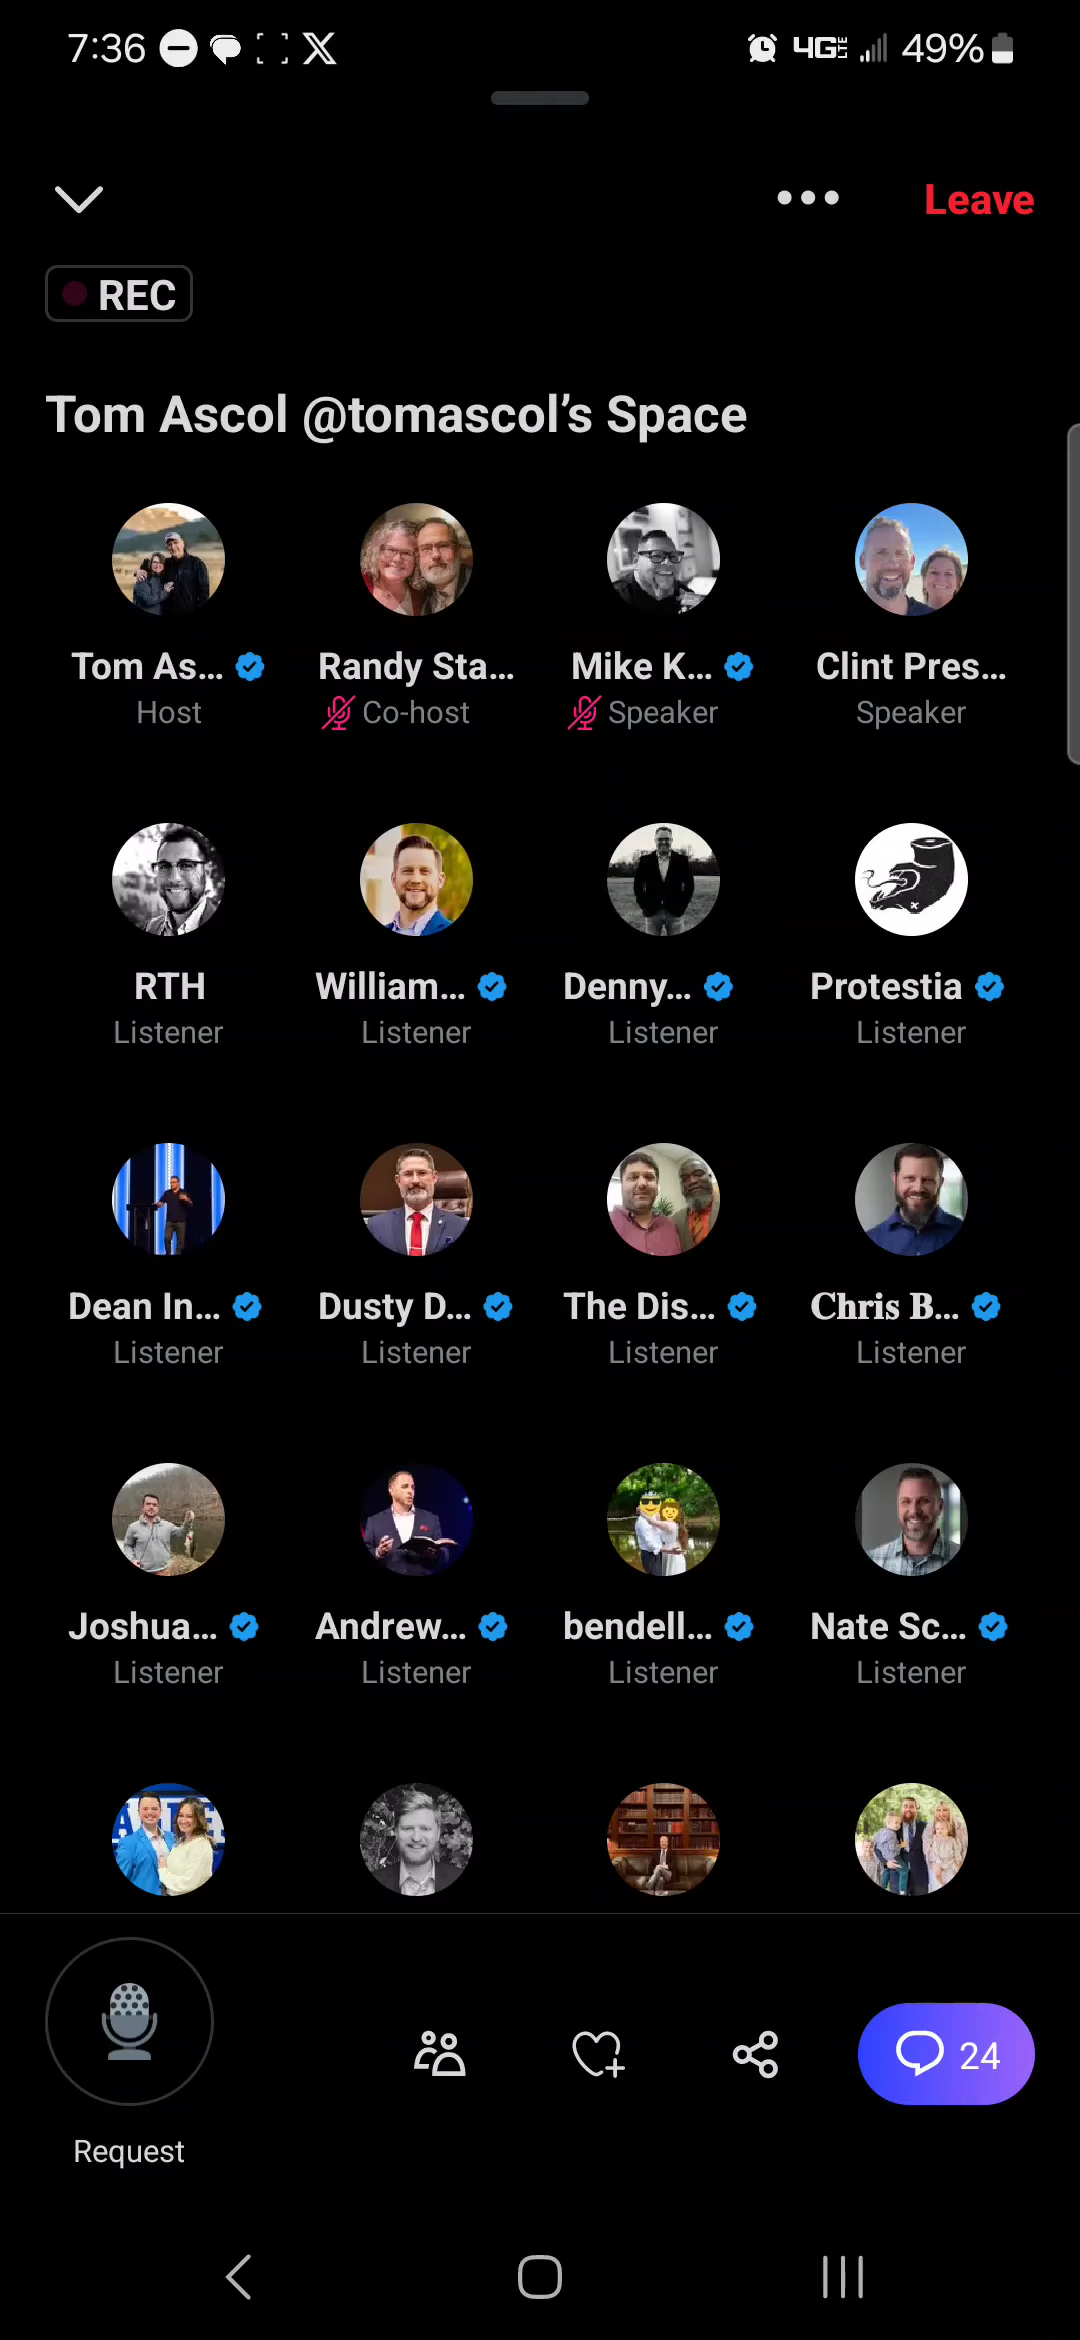 7:36 4G LTE 49%
Leave
REC
Tom Ascol @tomascol’s Space
Tom As... Randy Sta... Mike K... Clint Pres...
Host Co-host Speaker Speaker
RTH William... Denny... Protestia
Listener Listener Listener Listener
Dean In... Dusty D... The Dis... 𝐂𝐡𝐫𝐢𝐬 𝐁...
Listener Listener Listener Listener
Joshua... Andrew... bendell... Nate Sc...
Listener Listener Listener Listener
24
Request